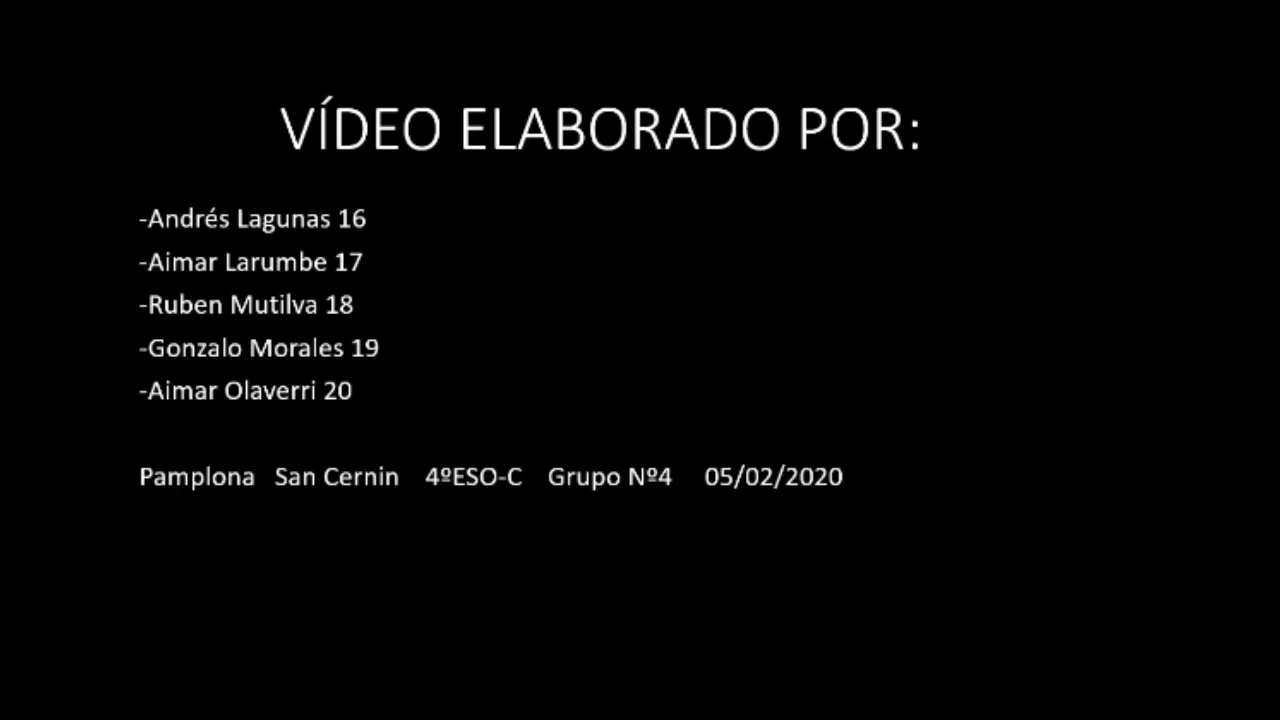 VÍDEO ELABORADO POR:
-Andrés Lagunas 16
-Aimar Larumbe 17
-Ruben Mutilva 18
-Gonzalo Morales 19
-Aimar Olaverri 20
Pamplona San Cernin 4ºESO-C Grupo Nº4 05/02/2020